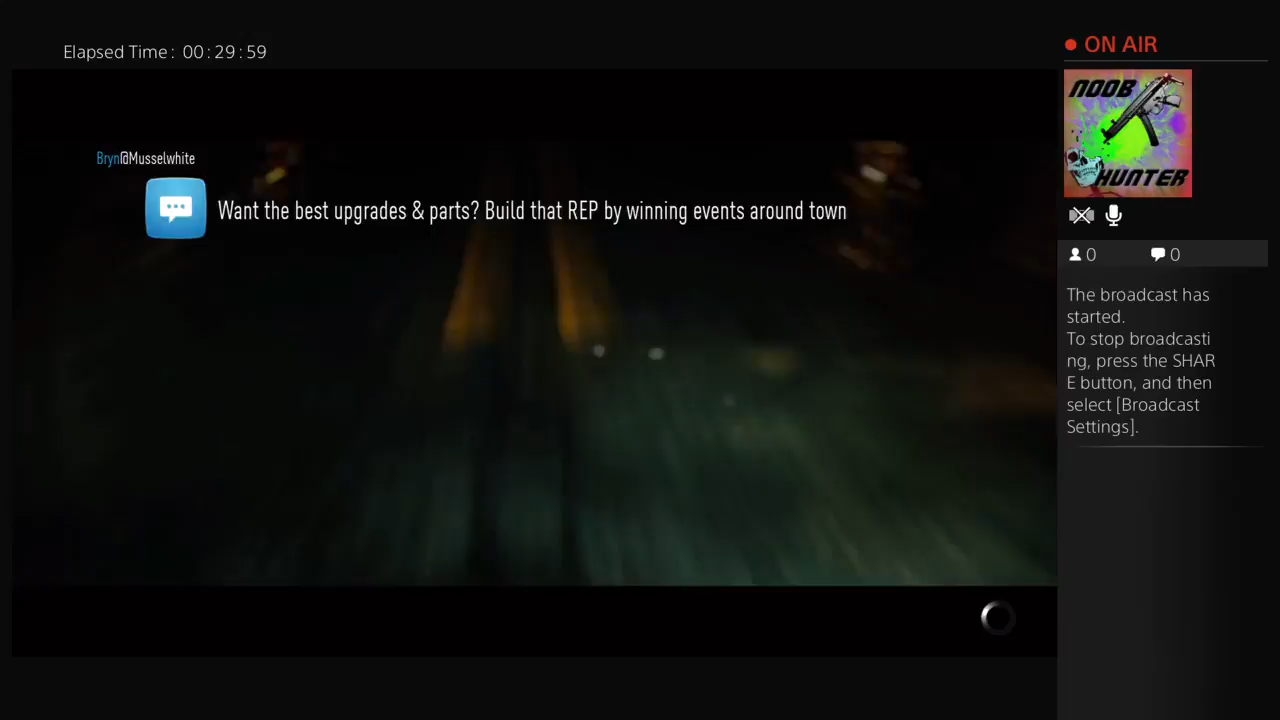 Elapsed Time: 00:29:59
ON AIR
NOOB
HUNTER
Bryn@Musselwhite
Want the best upgrades & parts? Build that REP by winning events around town
0 0
The broadcast has
started.
To stop broadcasti
ng, press the SHAR
E button, and then
select [Broadcast
Settings].